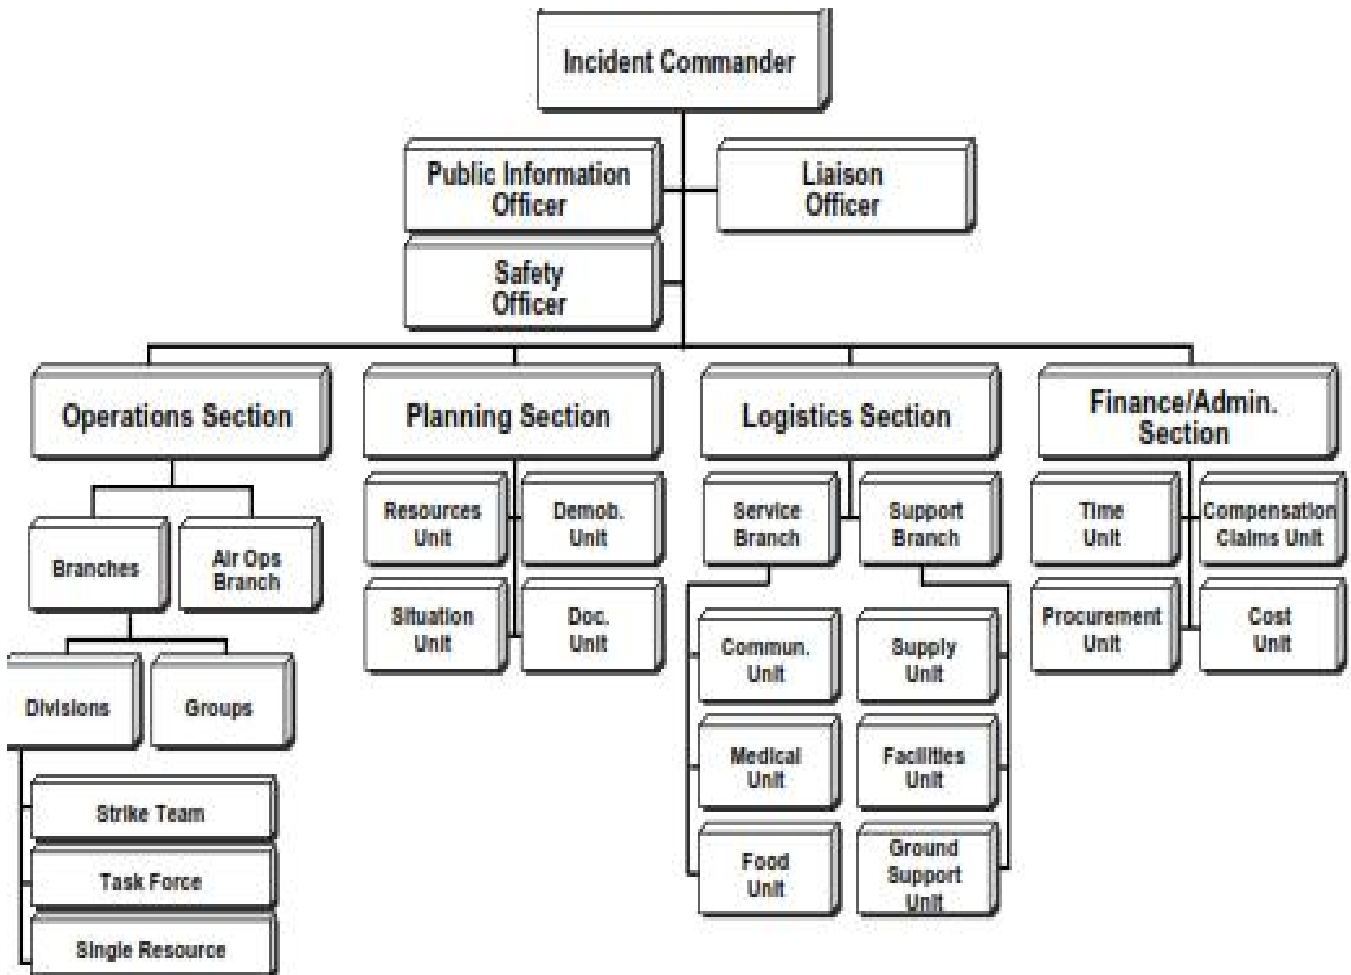 Incident Commander
Public Information
Officer
Liaison
Officer
Safety
Officer
Operations Section
Planning Section
Logistics Section
Finance/Admin.
Section
Branches
Air Ops
Branch
Divisions
Groups
Strike Team
Task Force
Single Resource
Resources
Unit
Demob.
Unit
Situation
Unit
Doc.
Unit
Service
Branch
Support
Branch
Commun.
Unit
Supply
Unit
Medical
Unit
Facilities
Unit
Food
Unit
Ground
Support
Unit
Time
Unit
Compensation
Claims Unit
Procurement
Unit
Cost
Unit